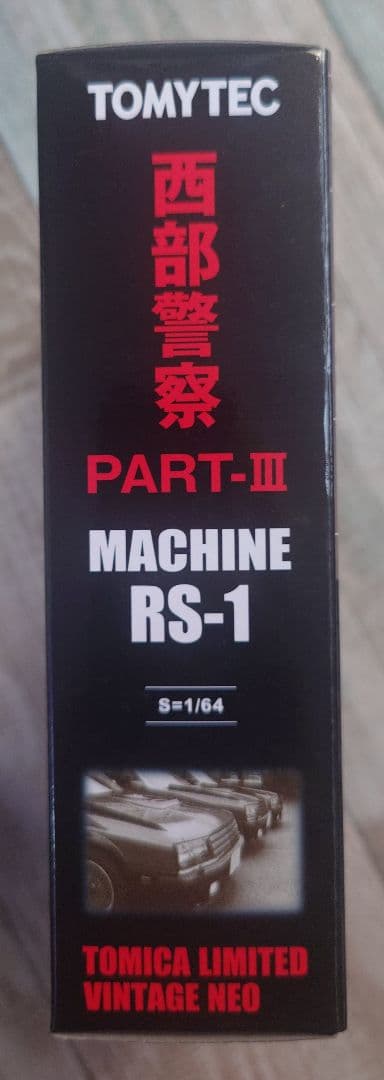 TOMYTEC
西部警察
PART-III
MACHINE
RS-1
S=1/64
TOMICA LIMITED
VINTAGE NEO